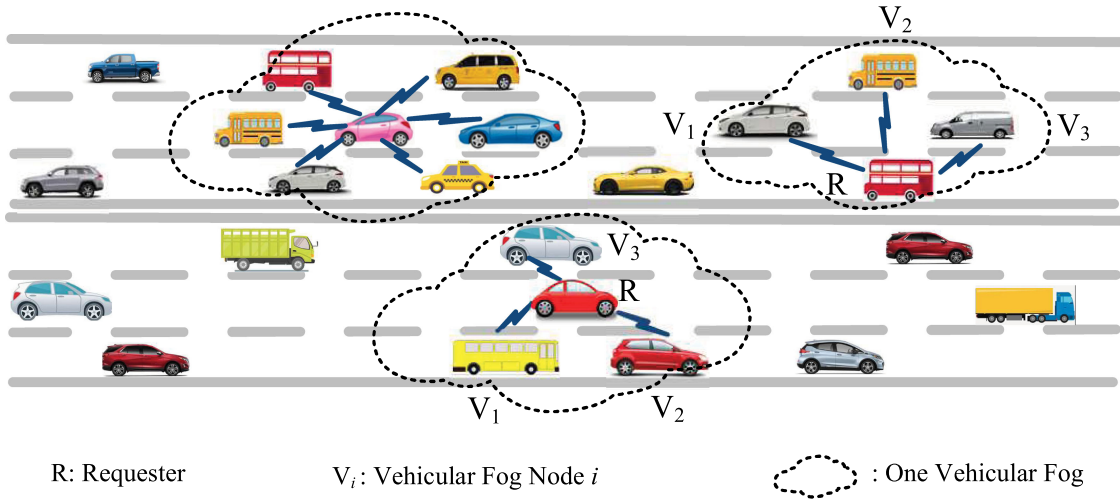 V₂
V₁
V₃
R
V₃
R
V₁
V₂
R: Requester
Vᵢ : Vehicular Fog Node i
: One Vehicular Fog